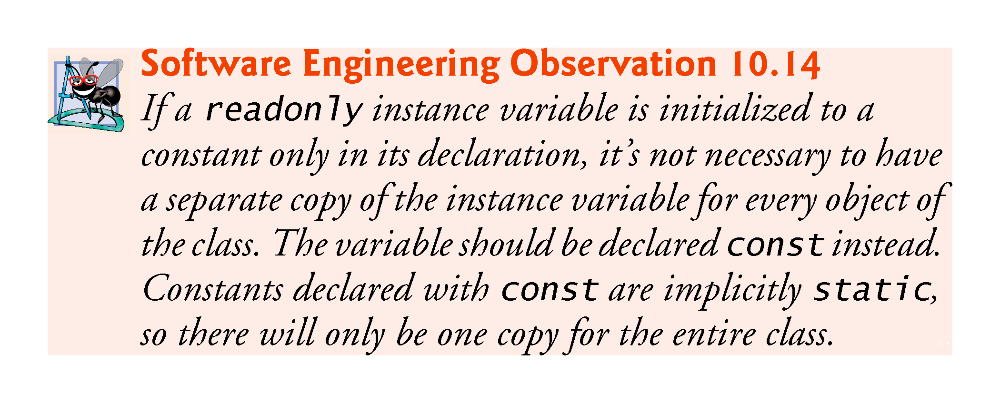 Software Engineering Observation 10.14
If a readonly instance variable is initialized to a
constant only in its declaration, it’s not necessary to have
a separate copy of the instance variable for every object of
the class. The variable should be declared const instead.
Constants declared with const are implicitly static,
so there will only be one copy for the entire class.
10.14